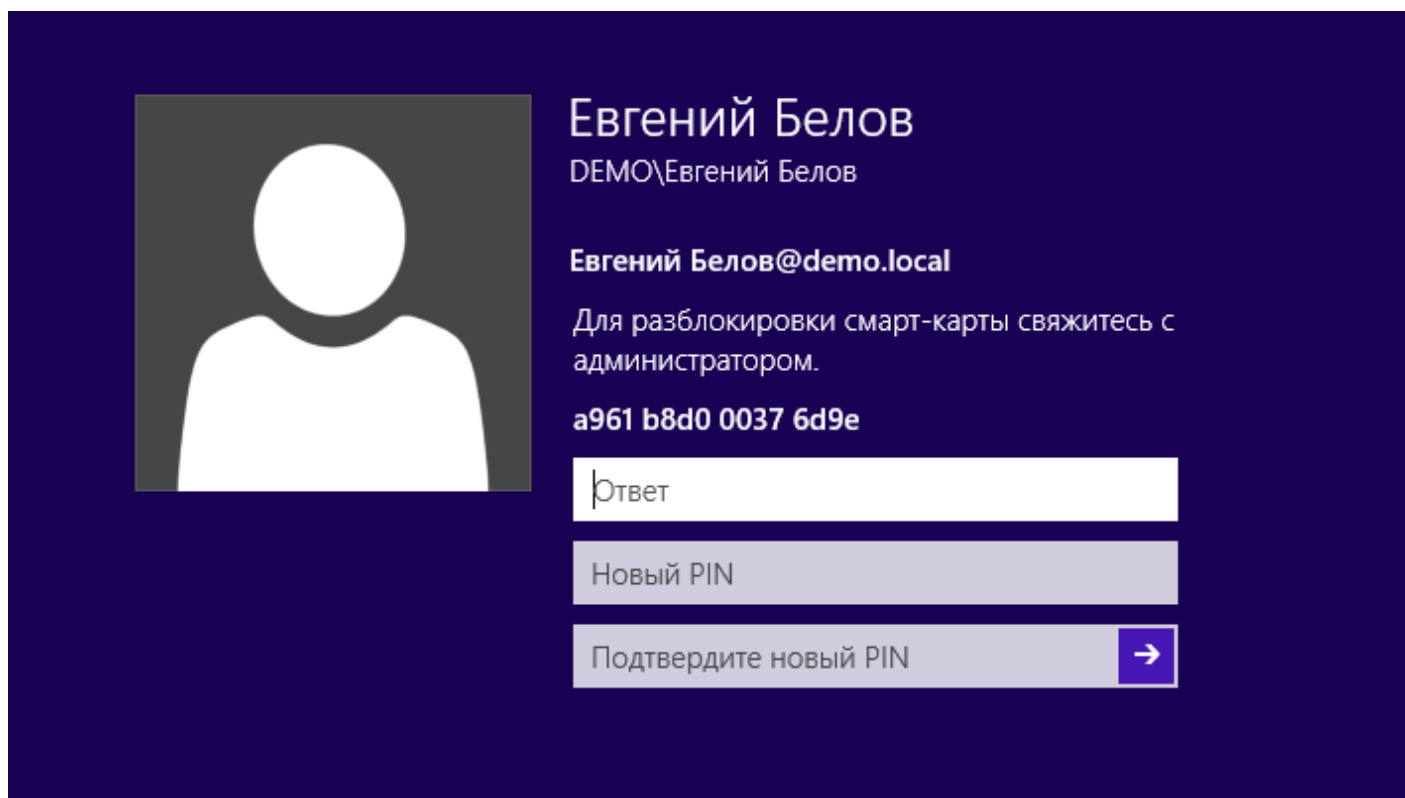 Евгений Белов
DEMO\Евгений Белов
Евгений Белов@demo.local
Для разблокировки смарт-карты свяжитесь с
администратором.
a961 b8d0 0037 6d9e
Ответ
Новый PIN
Подтвердите новый PIN